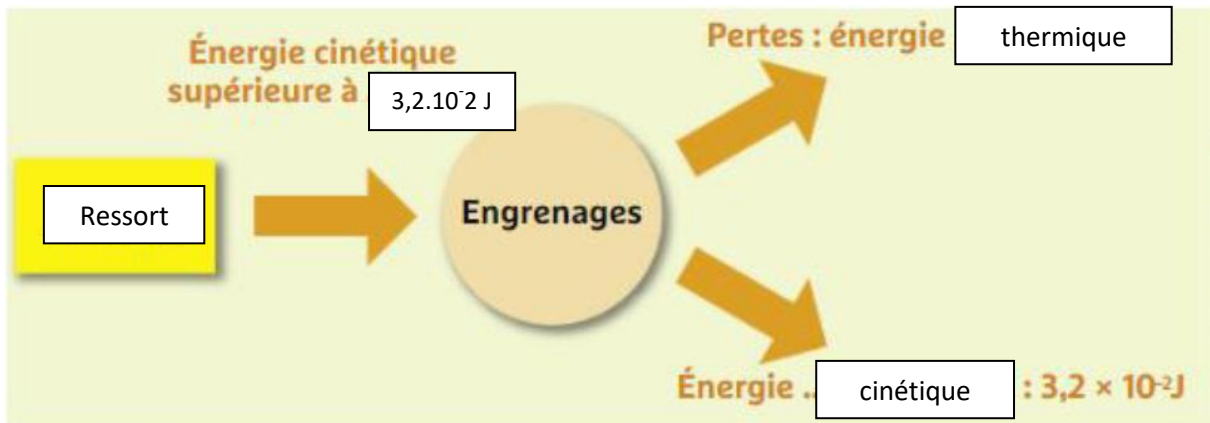 Énergie cinétique
supérieure à
3,2.10⁻2 J
Pertes : énergie thermique
Ressort
Engrenages
Énergie .. cinétique : 3,2 × 10⁻²J